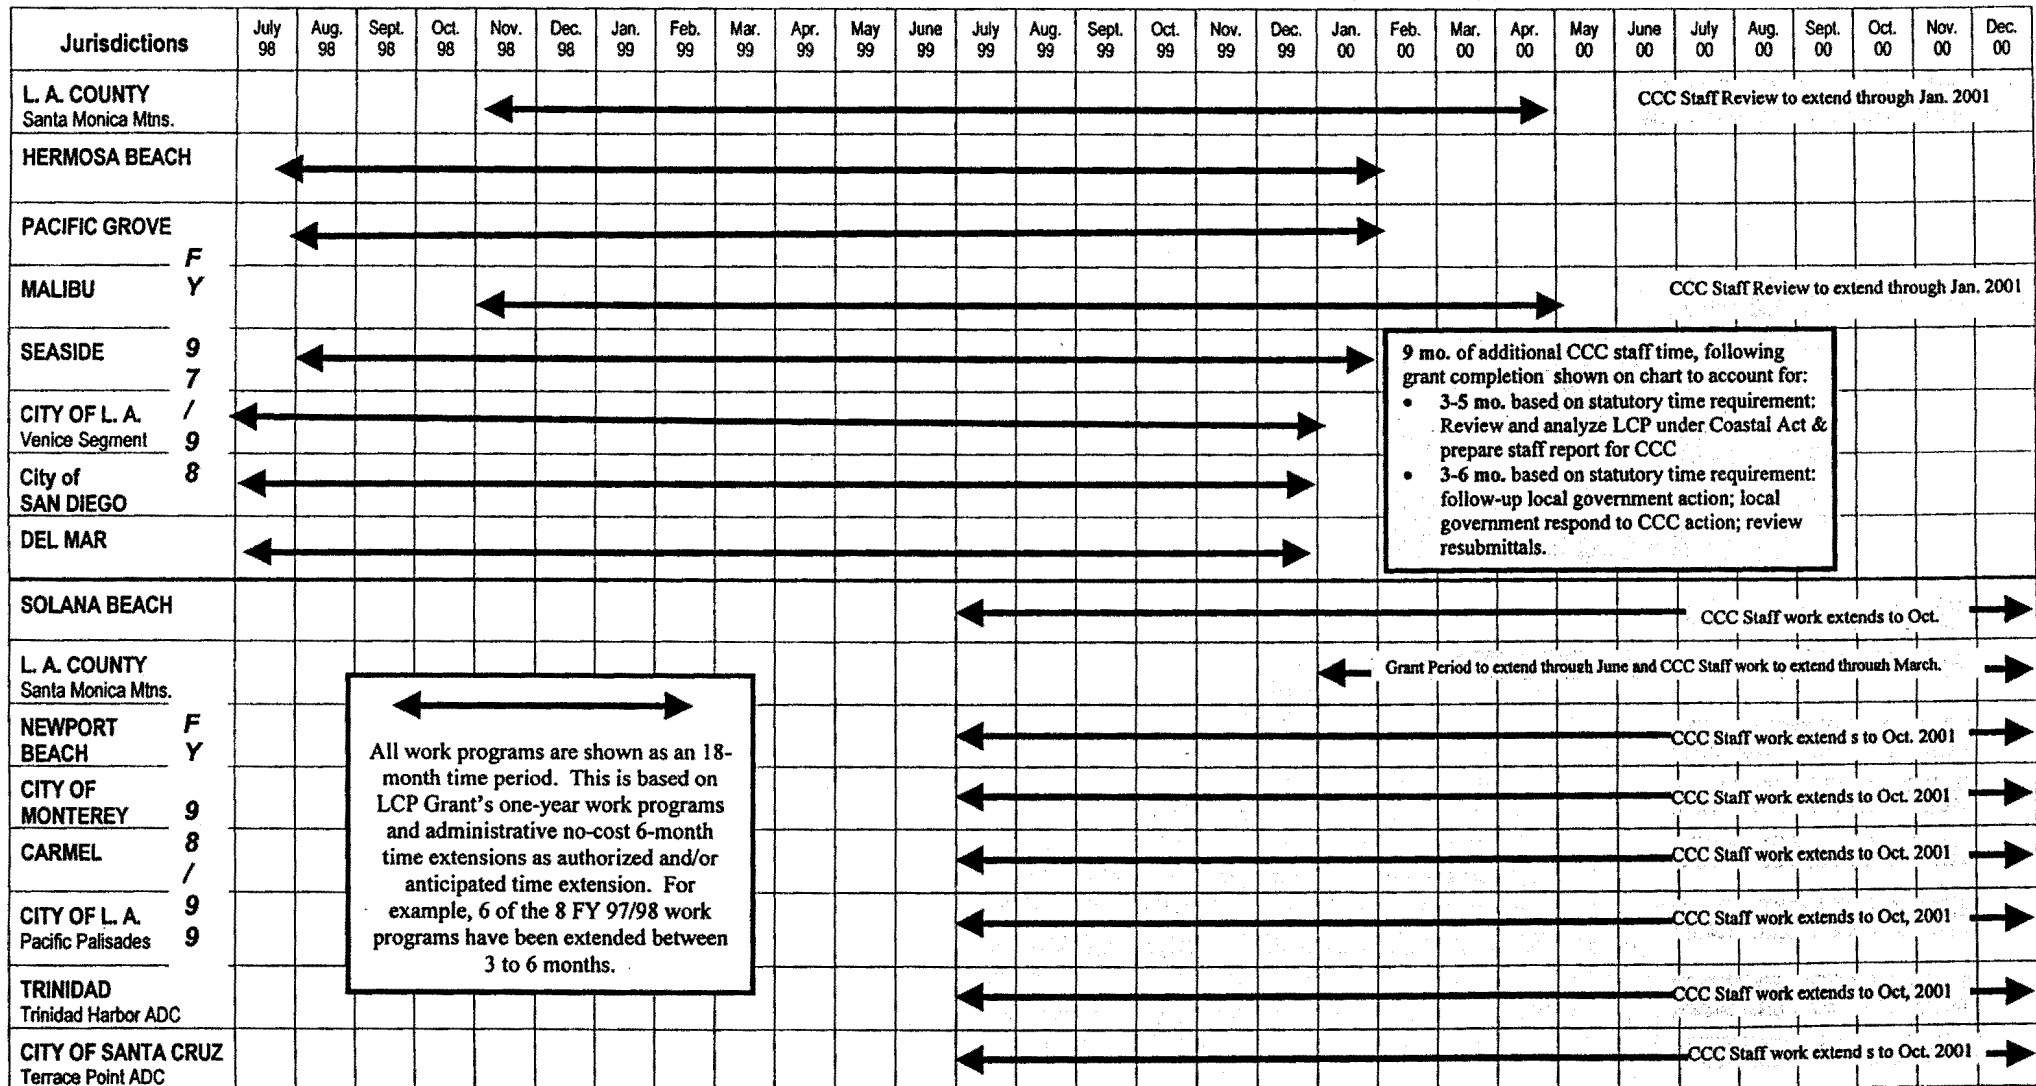 Jurisdictions
July 98 Aug. 98 Sept. 98 Oct. 98 Nov. 98 Dec. 98 Jan. 99 Feb. 99 Mar. 99 Apr. 99 May 99 June 99 July 99 Aug. 99 Sept. 99 Oct. 99 Nov. 99 Dec. 99 Jan. 00 Feb. 00 Mar. 00 Apr. 00 May 00 June 00 July 00 Aug. 00 Sept. 00 Oct. 00 Nov. 00 Dec. 00
L. A. COUNTY
Santa Monica Mtns.
CCC Staff Review to extend through Jan. 2001
HERMOSA BEACH
PACIFIC GROVE
MALIBU
CCC Staff Review to extend through Jan. 2001
SEASIDE
CITY OF L. A.
Venice Segment
City of
SAN DIEGO
DEL MAR
F
Y
9
7
/
9
8
9 mo. of additional CCC staff time, following
grant completion shown on chart to account for:
• 3-5 mo. based on statutory time requirement:
Review and analyze LCP under Coastal Act &
prepare staff report for CCC
• 3-6 mo. based on statutory time requirement:
follow-up local government action; local
government respond to CCC action; review
resubmittals.
SOLANA BEACH
CCC Staff work extends to Oct.
L. A. COUNTY
Santa Monica Mtns.
Grant Period to extend through June and CCC Staff work to extend through March.
NEWPORT
BEACH
CCC Staff work extend s to Oct. 2001
CITY OF
MONTEREY
CCC Staff work extends to Oct. 2001
CARMEL
CCC Staff work extends to Oct. 2001
CITY OF L. A.
Pacific Palisades
CCC Staff work extends to Oct, 2001
TRINIDAD
Trinidad Harbor ADC
CCC Staff work extends to Oct, 2001
CITY OF SANTA CRUZ
Terrace Point ADC
CCC Staff work extend s to Oct. 2001
F
Y
9
8
/
9
9
All work programs are shown as an 18-
month time period. This is based on
LCP Grant's one-year work programs
and administrative no-cost 6-month
time extensions as authorized and/or
anticipated time extension. For
example, 6 of the 8 FY 97/98 work
programs have been extended between
3 to 6 months.